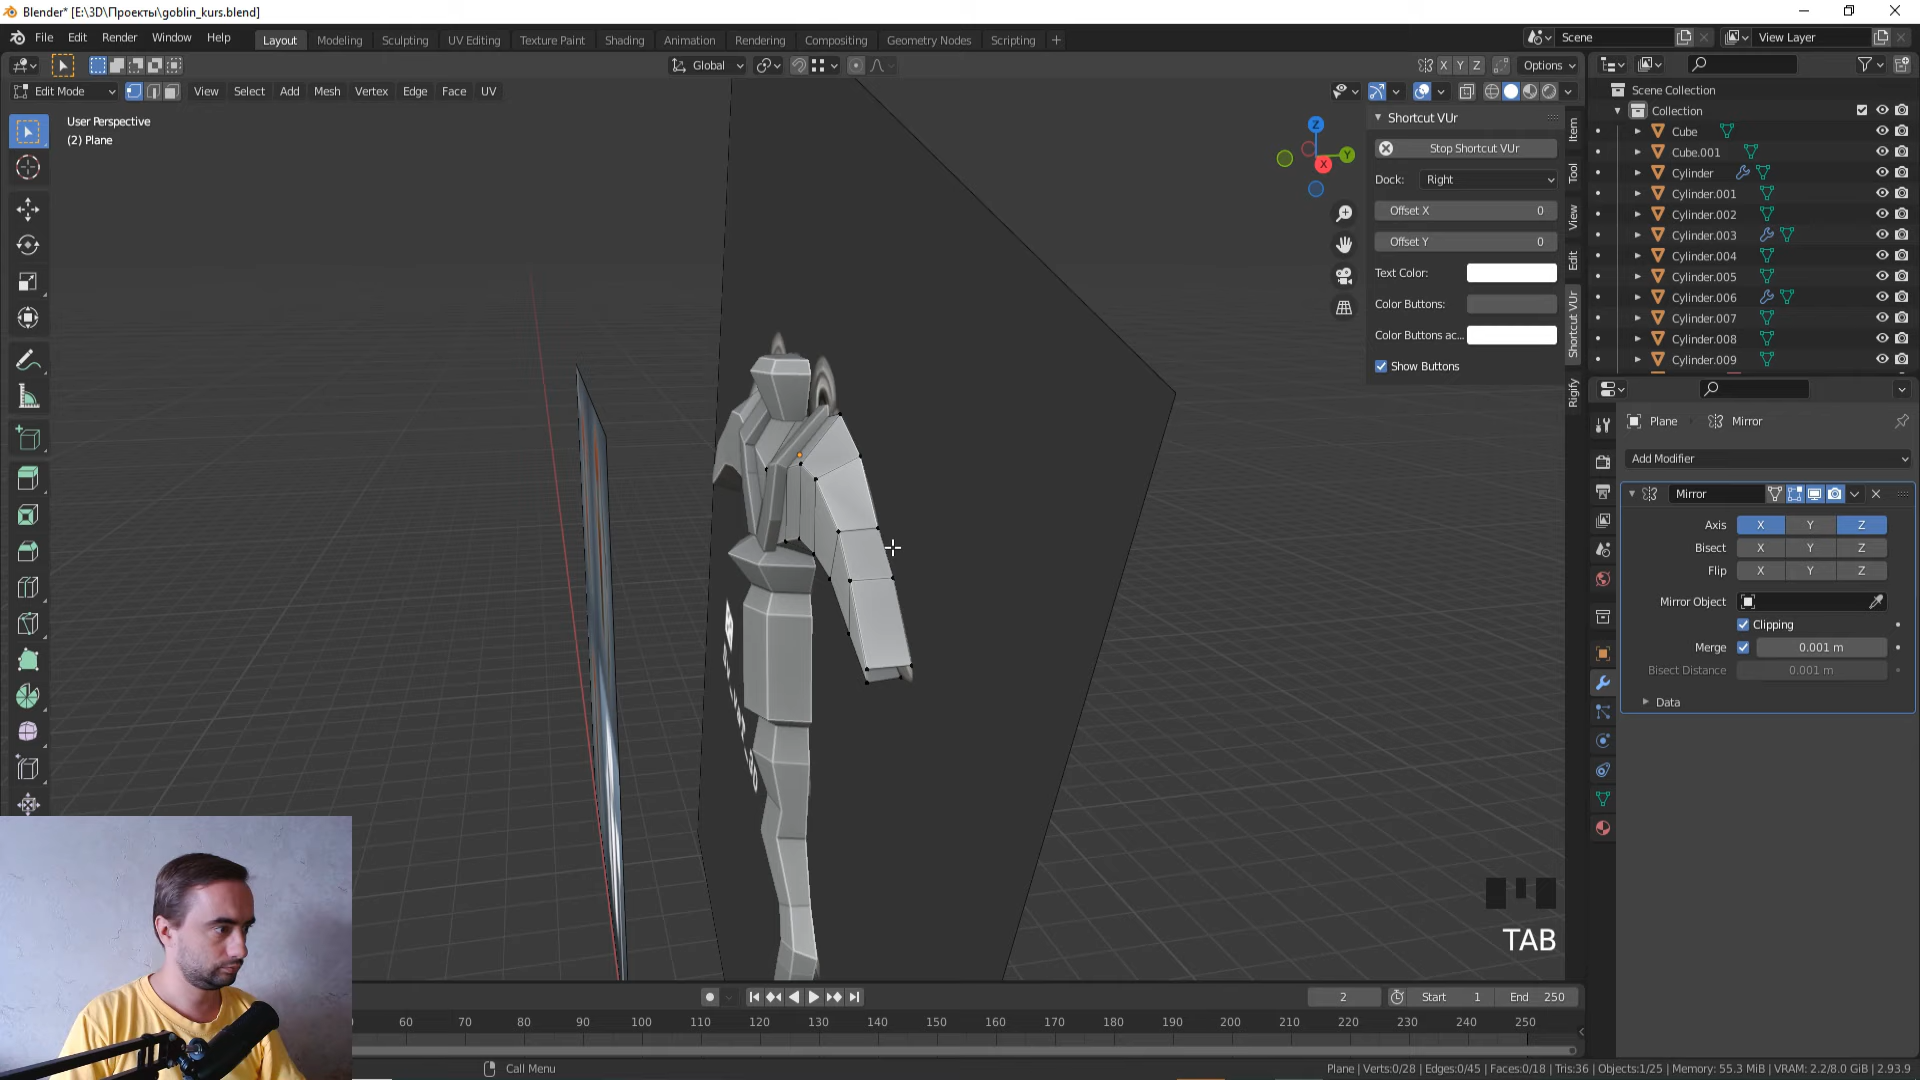 Blender* [E:\3D\Проекты\goblin_kurs.blend]
File Edit Render Window Help
Layout Modeling Sculpting UV Editing Texture Paint Shading Animation Rendering Compositing Geometry Nodes Scripting +
Scene
View Layer
Global
X Y Z
Options
Edit Mode
View Select Add Mesh Vertex Edge Face UV
User Perspective
(2) Plane
Z
Y
X
Shortcut VUr
Stop Shortcut VUr
Dock: Right
Offset X 0
Offset Y 0
Text Color:
Color Buttons:
Color Buttons ac...
Show Buttons
Item
Tool
View
Edit
Shortcut VUr
Rigify
Scene Collection
Collection
Cube
Cube.001
Cylinder
Cylinder.001
Cylinder.002
Cylinder.003
Cylinder.004
Cylinder.005
Cylinder.006
Cylinder.007
Cylinder.008
Cylinder.009
Plane Mirror
Add Modifier
Mirror
Axis X Y Z
Bisect X Y Z
Flip X Y Z
Mirror Object
Clipping
Merge 0.001 m
Bisect Distance 0.001 m
Data
TAB
2
Start 1
End 250
60 70 80 90 100 110 120 130 140 150 160 170 180 190 200 210 220 230 240 250
Call Menu
Plane | Verts:0/28 | Edges:0/45 | Faces:0/18 | Tris:36 | Objects:1/25 | Memory: 55.3 MiB | VRAM: 2.2/8.0 GiB | 2.93.9